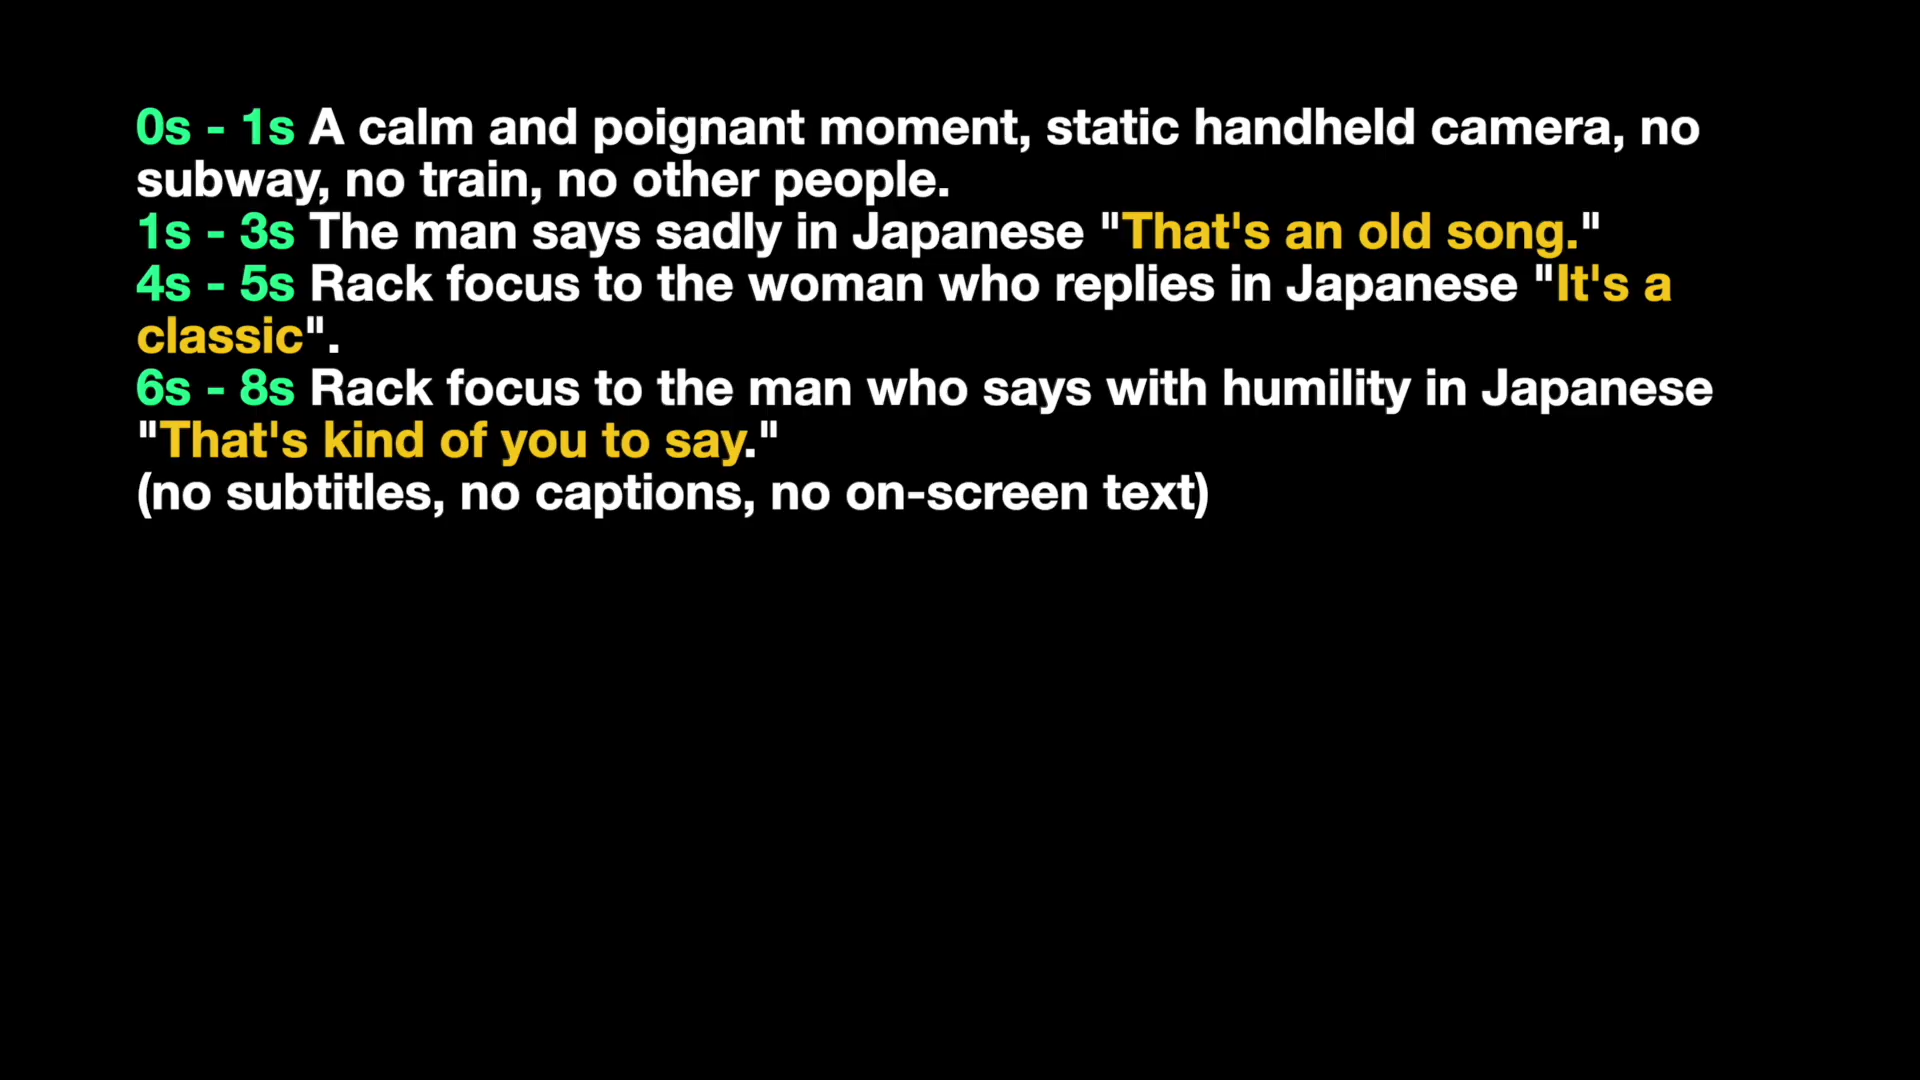 0s - 1s A calm and poignant moment, static handheld camera, no
subway, no train, no other people.
1s - 3s The man says sadly in Japanese "That's an old song."
4s - 5s Rack focus to the woman who replies in Japanese "It's a
classic".
6s - 8s Rack focus to the man who says with humility in Japanese
"That's kind of you to say."
(no subtitles, no captions, no on-screen text)